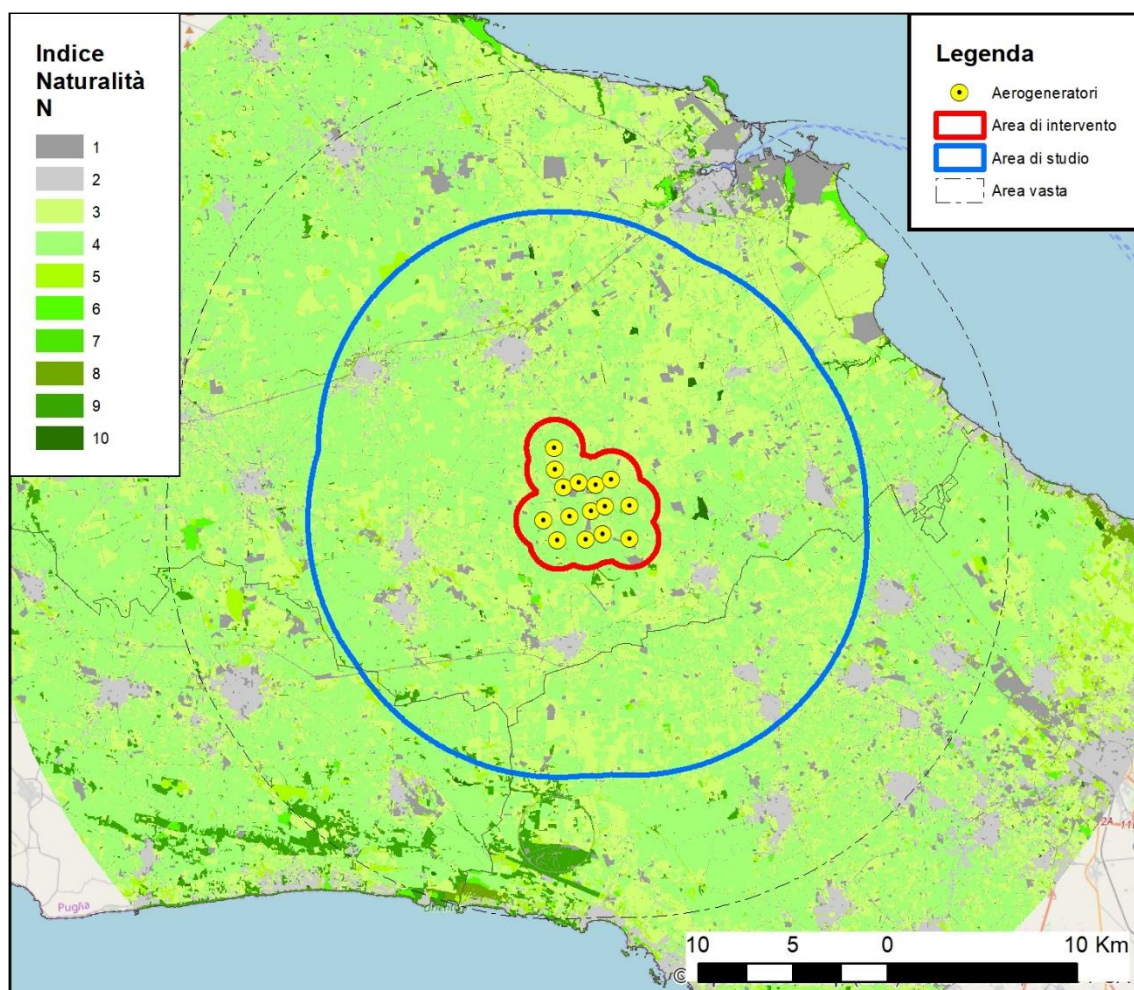 Indice
Naturalità
N
1
2
3
4
5
6
7
8
9
10
Legenda
Aerogeneratori
Area di intervento
Area di studio
Area vasta
Puglia
10 5 0 10 Km
©